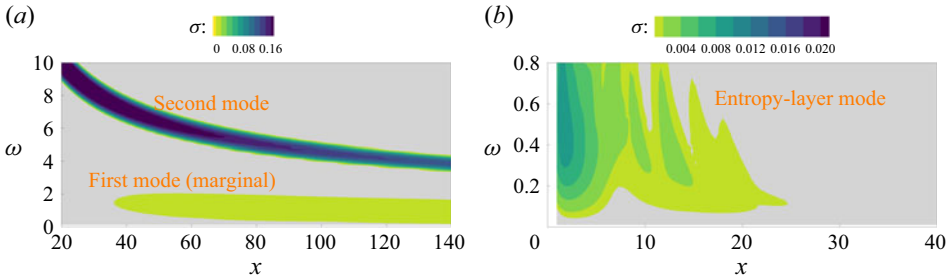 (a)
σ:
0 0.08 0.16
10
8
6
4
2
0
ω
Second mode
First mode (marginal)
20 40 60 80 100 120 140
x
(b)
σ:
0.004 0.008 0.012 0.016 0.020
0.8
0.6
0.4
0.2
ω
Entropy-layer mode
0 10 20 30 40
x